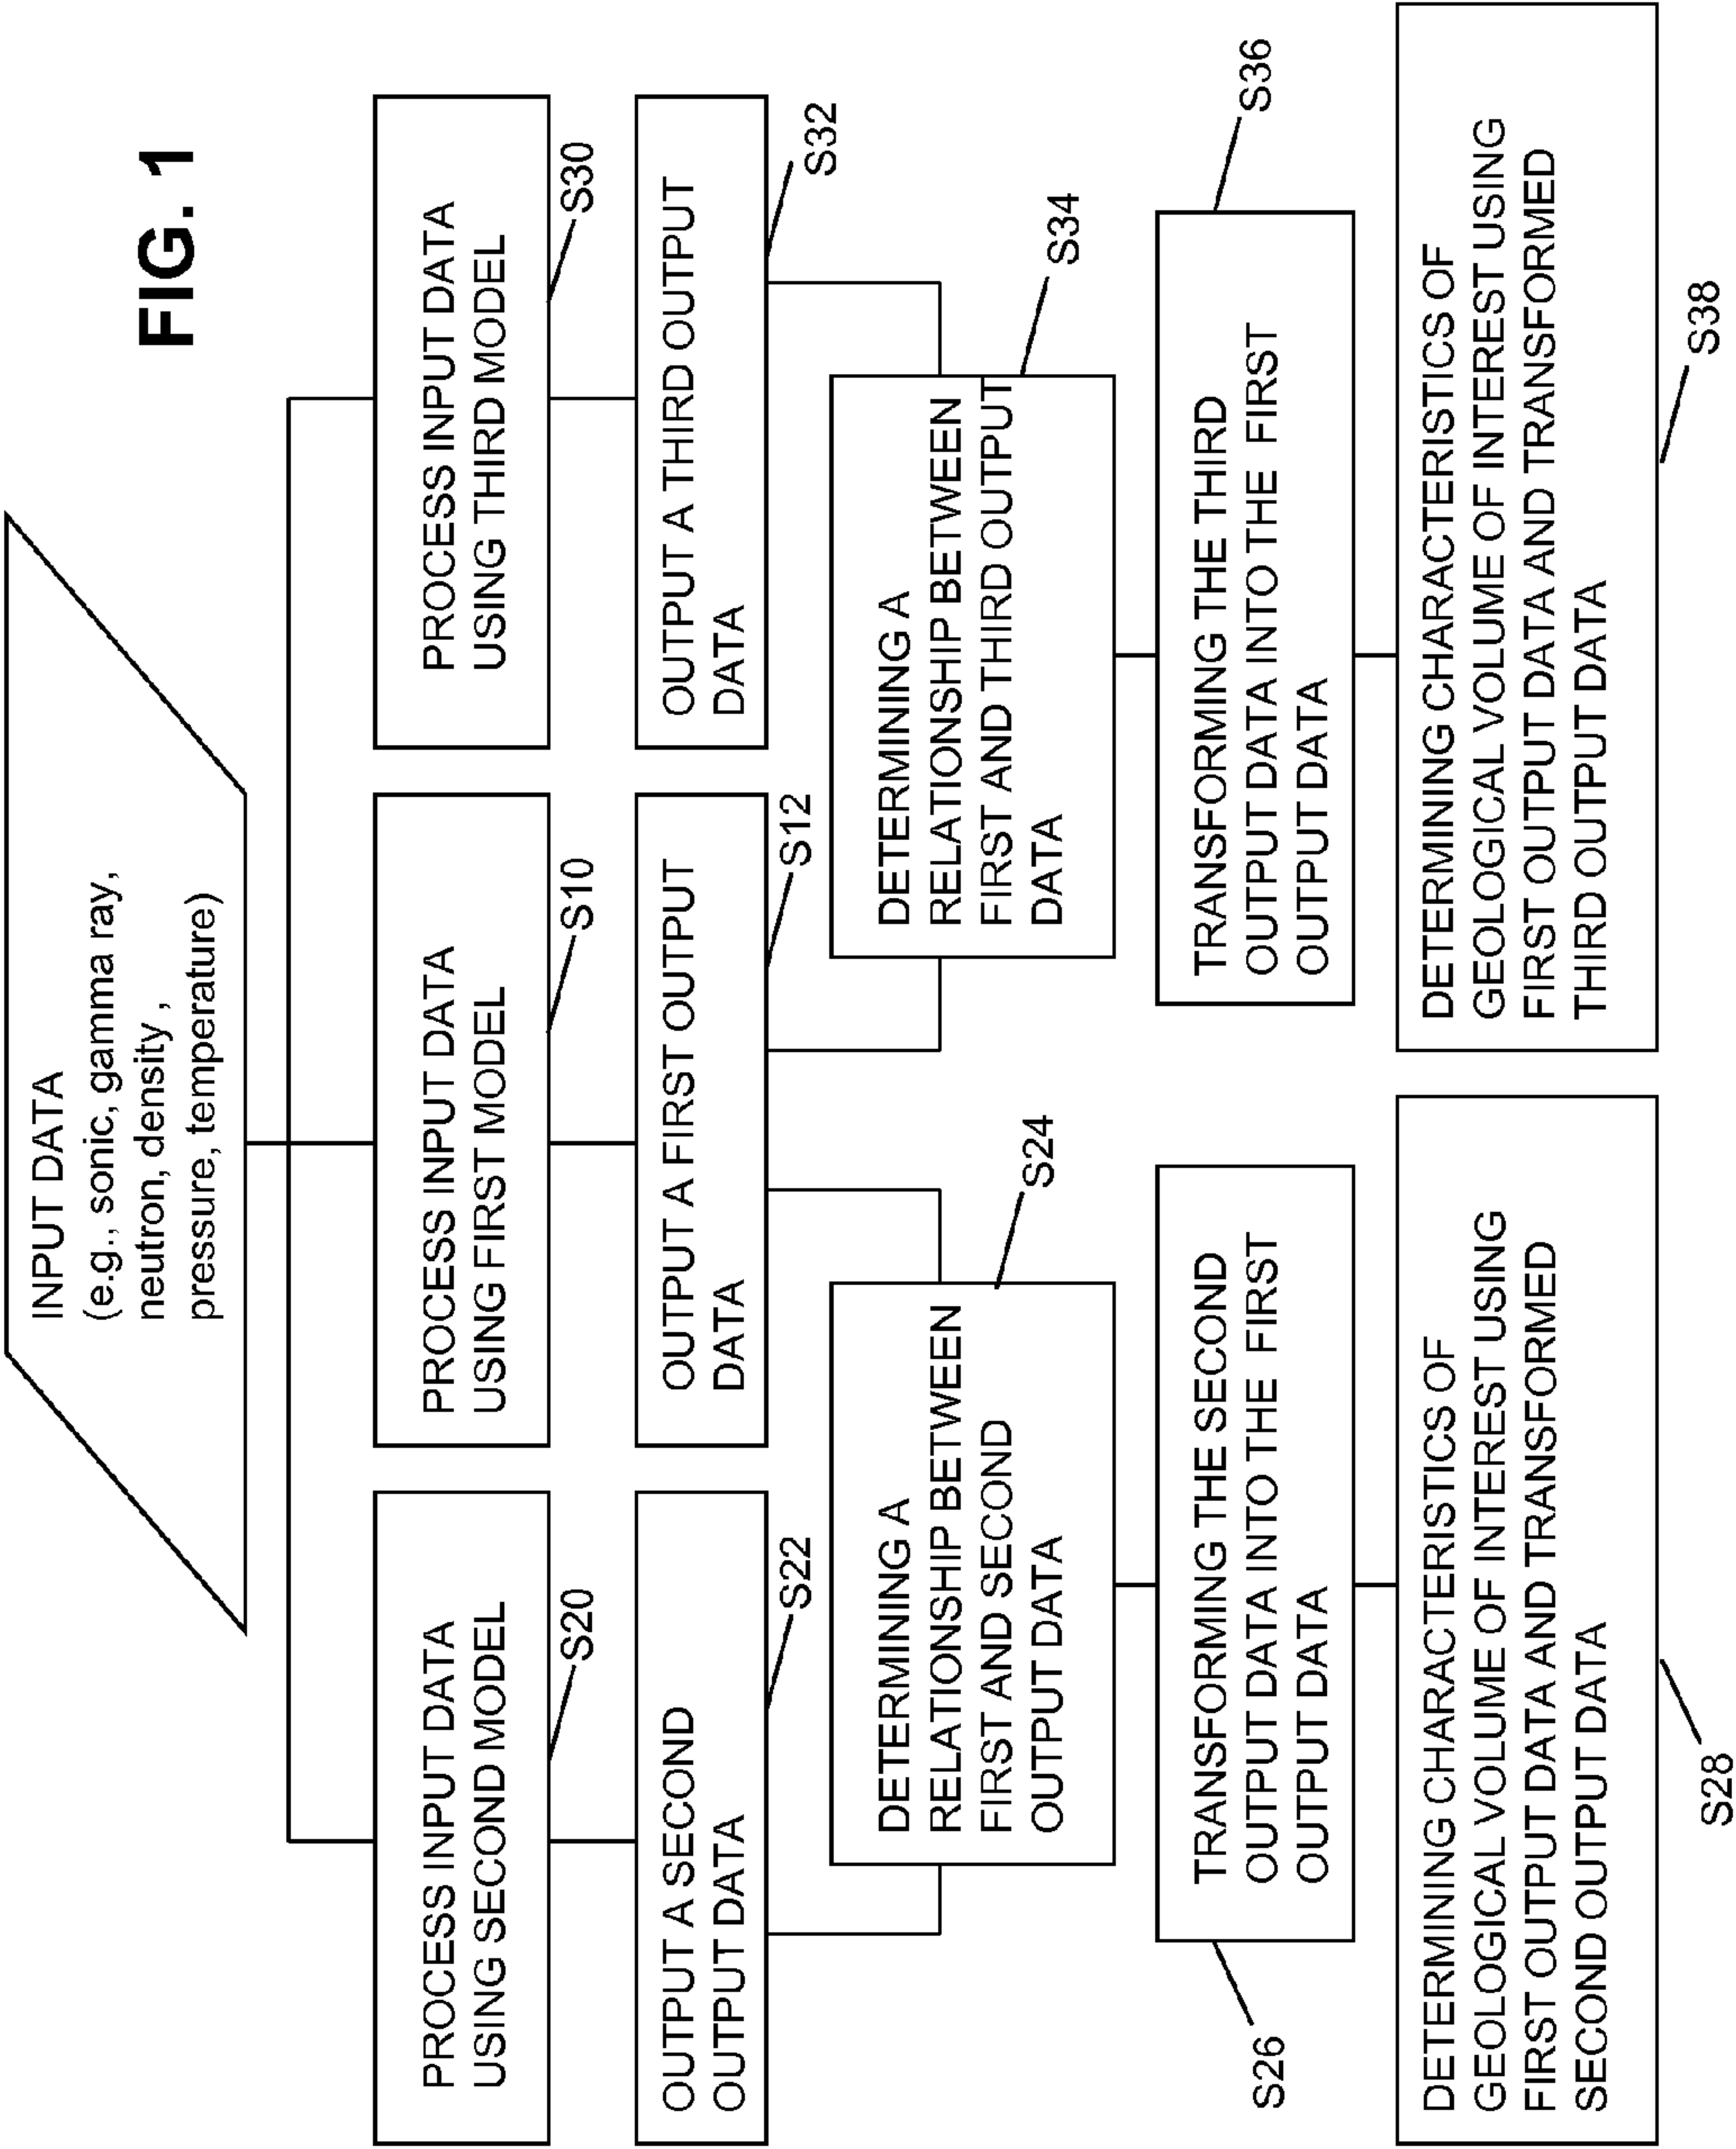 FIG. 1
INPUT DATA
(e.g., sonic, gamma ray,
neutron, density ,
pressure, temperature)
PROCESS INPUT DATA
USING SECOND MODEL
S20
PROCESS INPUT DATA
USING FIRST MODEL
S10
PROCESS INPUT DATA
USING THIRD MODEL
S30
OUTPUT A SECOND
OUTPUT DATA
S22
OUTPUT A FIRST OUTPUT
DATA
S12
OUTPUT A THIRD OUTPUT
DATA
S32
DETERMINING A
RELATIONSHIP BETWEEN
FIRST AND SECOND
OUTPUT DATA
S24
DETERMINING A
RELATIONSHIP BETWEEN
FIRST AND THIRD OUTPUT
DATA
S34
TRANSFORMING THE SECOND
OUTPUT DATA INTO THE FIRST
OUTPUT DATA
S26
TRANSFORMING THE THIRD
OUTPUT DATA INTO THE FIRST
OUTPUT DATA
S36
DETERMINING CHARACTERISTICS OF
GEOLOGICAL VOLUME OF INTEREST USING
FIRST OUTPUT DATA AND TRANSFORMED
SECOND OUTPUT DATA
S28
DETERMINING CHARACTERISTICS OF
GEOLOGICAL VOLUME OF INTEREST USING
FIRST OUTPUT DATA AND TRANSFORMED
THIRD OUTPUT DATA
S38